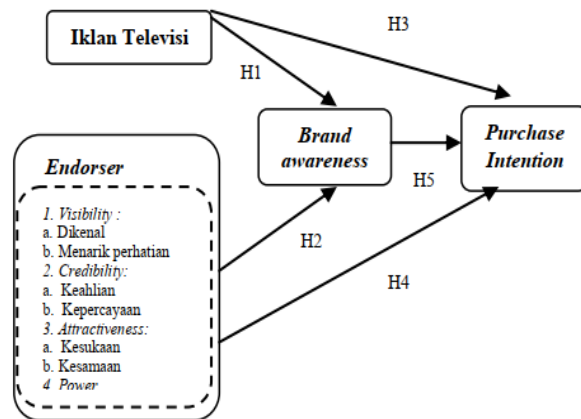 Iklan Televisi
H3
H1
Brand
awareness
Purchase
Intention
H5
Endorser
1. Visibility :
a. Dikenal
b. Menarik perhatian
2. Credibility:
a. Keahlian
b. Kepercayaan
3. Attractiveness:
a. Kesukaan
b. Kesamaan
4 Power
H2
H4